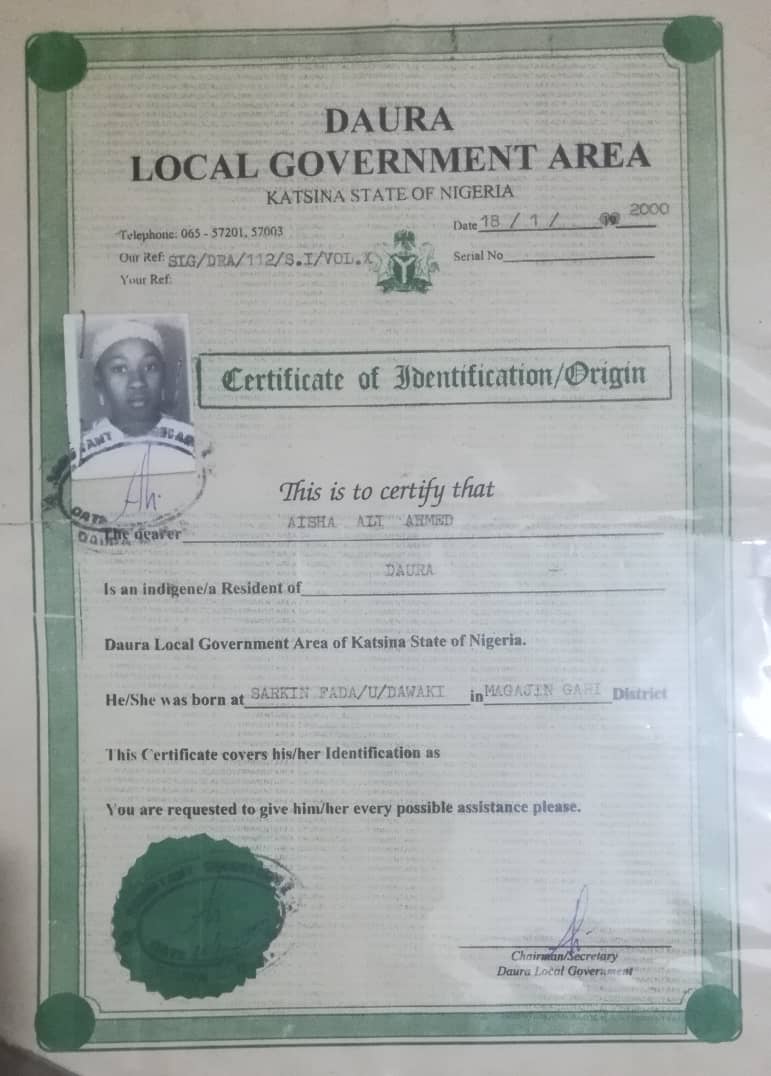 DAURA
LOCAL GOVERNMENT AREA
KATSINA STATE OF NIGERIA
Telephone: 065 - 57201, 57003
Date 18 / 1 / 19 2000
Our Ref: SLG/DRA/112/S.I/VOL.X
Serial No
Your Ref:
Certificate of Identification/Origin
This is to certify that
AISHA ALI AHMED
The bearer
DAURA
Is an indigene/a Resident of
Daura Local Government Area of Katsina State of Nigeria.
He/She was born at SARKIN FADA/U/DAWAKI in MAGAJIN GARI District
This Certificate covers his/her Identification as
You are requested to give him/her every possible assistance please.
Chairman/Secretary
Daura Local Government